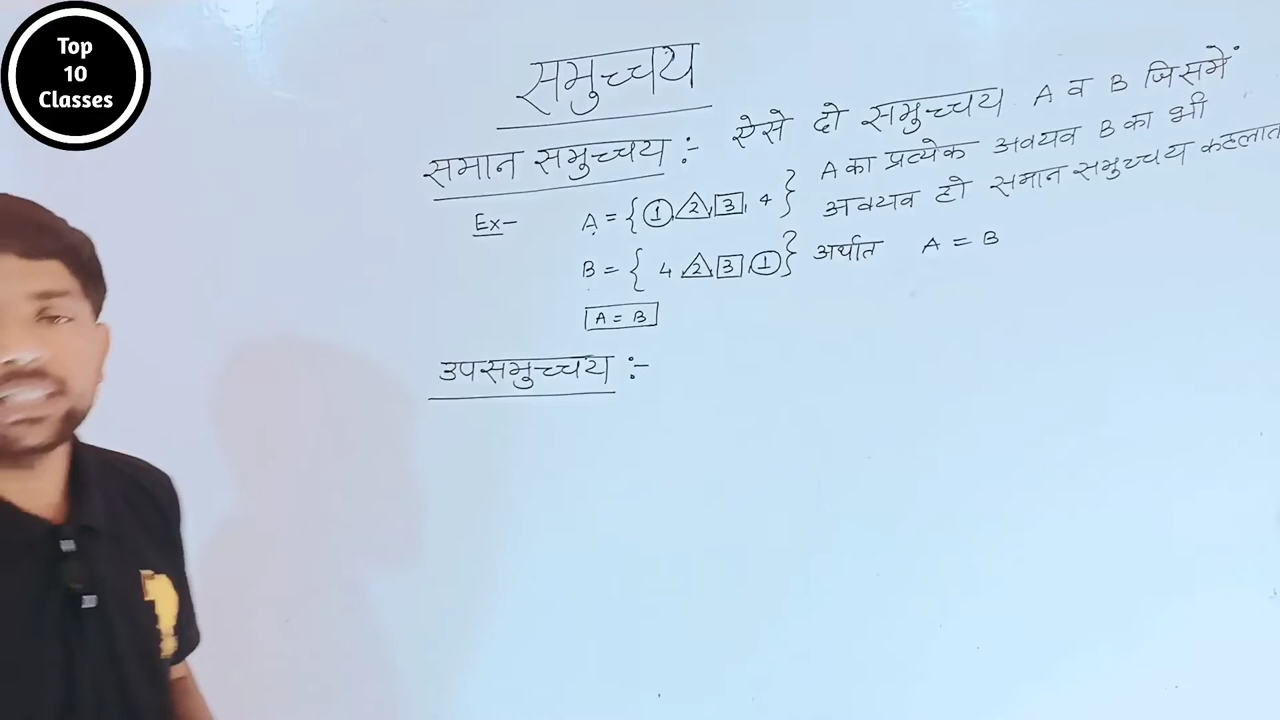 Top
10
Classes
समुच्चय
समान समुच्चय :- ऐसे दो समुच्चय A व B जिसमें
A का प्रत्येक अवयव B का भी
अवयव हो समान समुच्चय कहलात
Ex- A = { 1, 2, 3, 4 }
B = { 4, 2, 3, 1 } अर्थात A = B
A = B
उपसमुच्चय :-